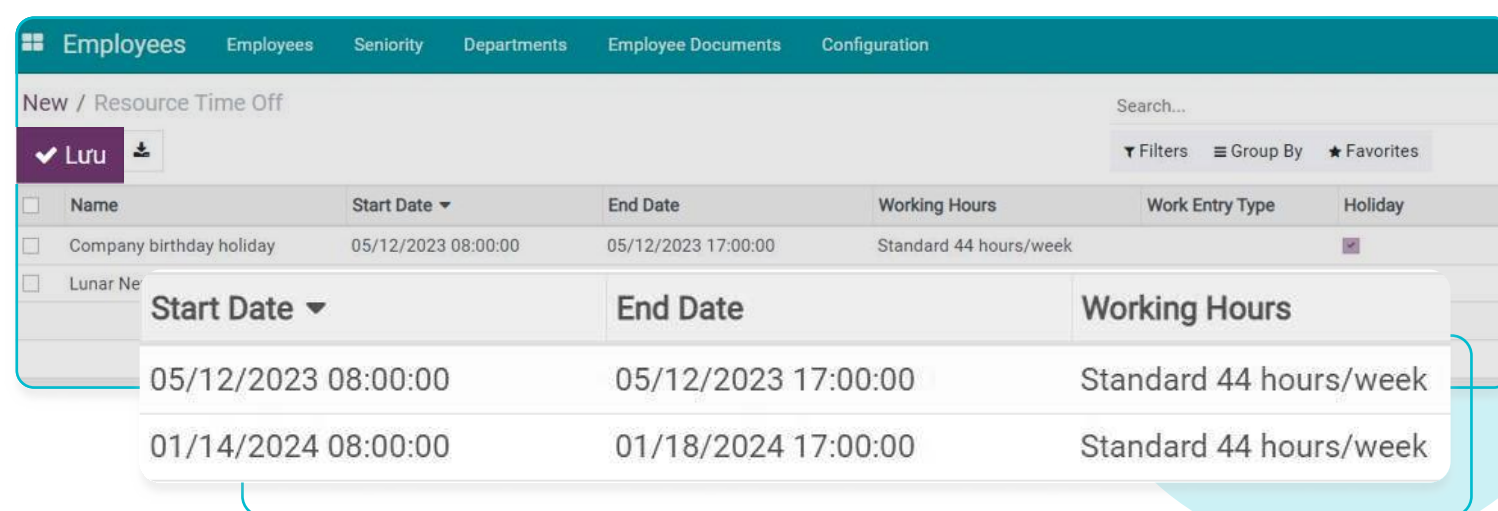 Employees Employees Seniority Departments Employee Documents Configuration
New / Resource Time Off
Search...
Lưu
Filters Group By Favorites
Name Start Date End Date Working Hours Work Entry Type Holiday
Company birthday holiday 05/12/2023 08:00:00 05/12/2023 17:00:00 Standard 44 hours/week
Lunar Ne
Start Date End Date Working Hours
05/12/2023 08:00:00 05/12/2023 17:00:00 Standard 44 hours/week
01/14/2024 08:00:00 01/18/2024 17:00:00 Standard 44 hours/week